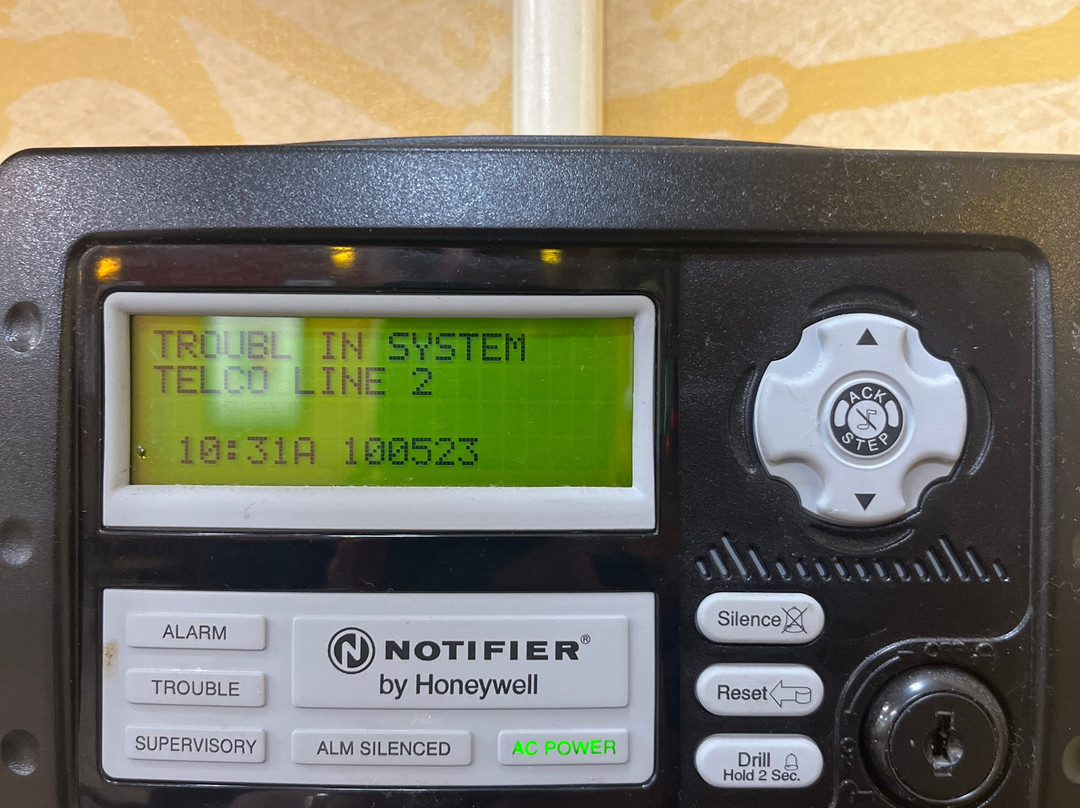 TROUBL IN SYSTEM
TELCO LINE 2
10:31A 100523
ACK
STEP
ALARM
TROUBLE
SUPERVISORY
N NOTIFIER®
by Honeywell
ALM SILENCED
AC POWER
Silence
Reset
Drill
Hold 2 Sec.